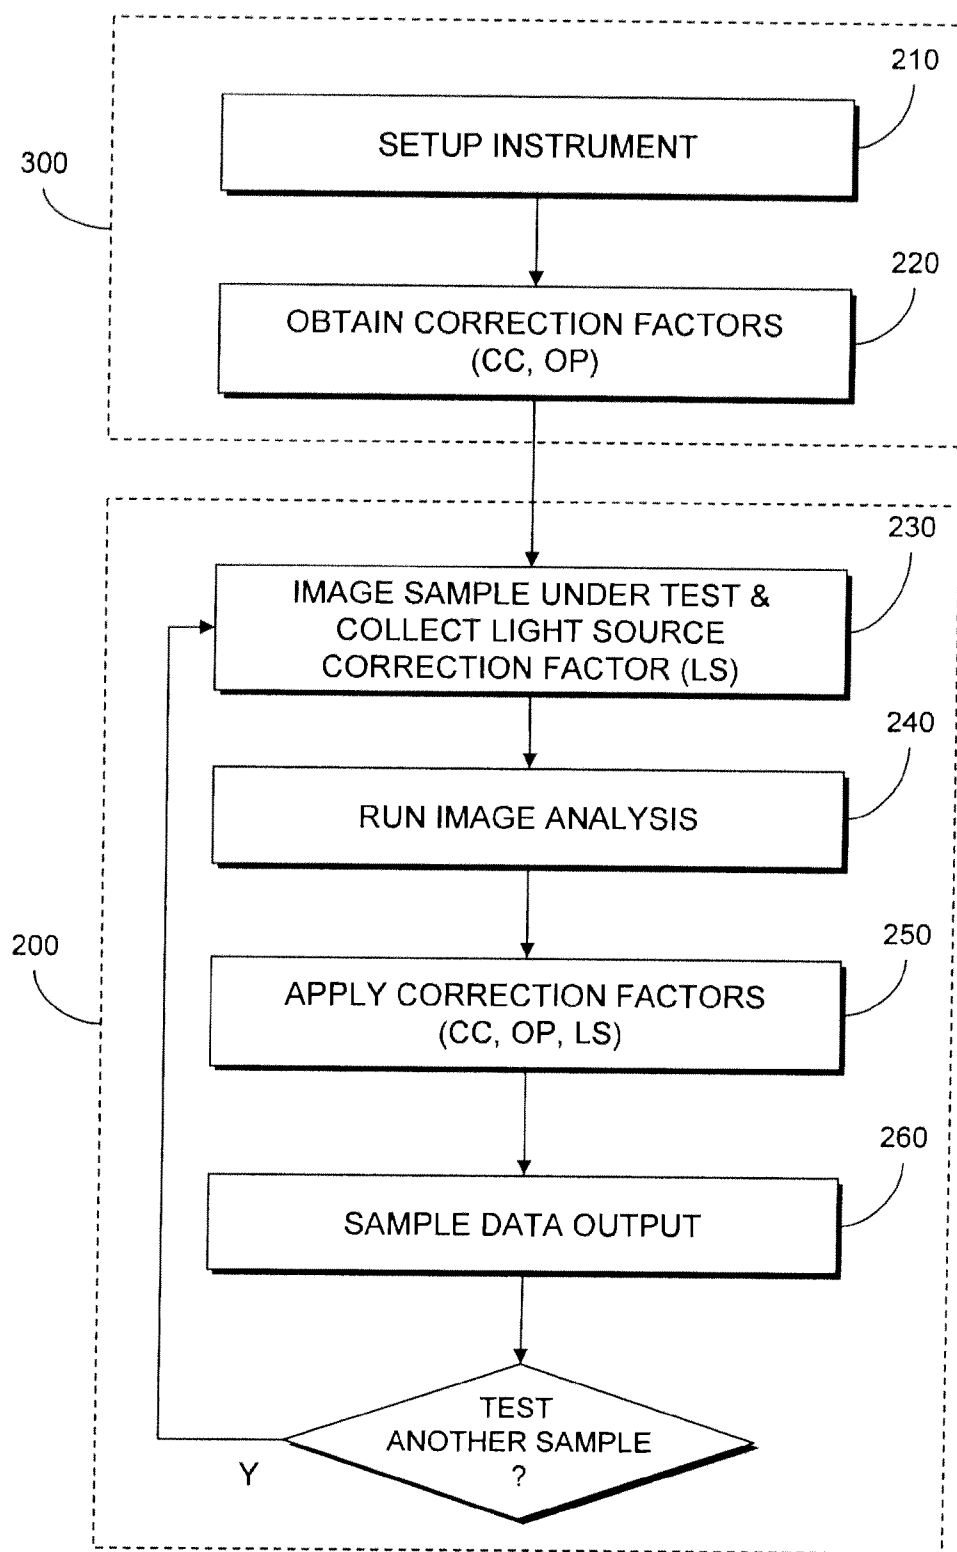 210
SETUP INSTRUMENT
300
220
OBTAIN CORRECTION FACTORS
(CC, OP)
230
IMAGE SAMPLE UNDER TEST &
COLLECT LIGHT SOURCE
CORRECTION FACTOR (LS)
240
RUN IMAGE ANALYSIS
200
250
APPLY CORRECTION FACTORS
(CC, OP, LS)
260
SAMPLE DATA OUTPUT
TEST
ANOTHER SAMPLE
?
Y